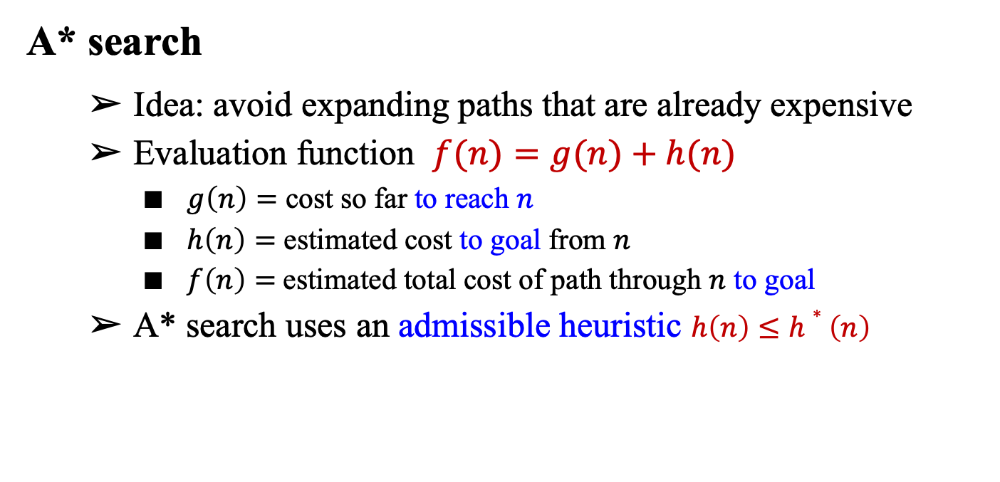 A* search
➢ Idea: avoid expanding paths that are already expensive
➢ Evaluation function f(n) = g(n) + h(n)
■ g(n) = cost so far to reach n
■ h(n) = estimated cost to goal from n
■ f(n) = estimated total cost of path through n to goal
➢ A* search uses an admissible heuristic h(n) ≤ h*(n)